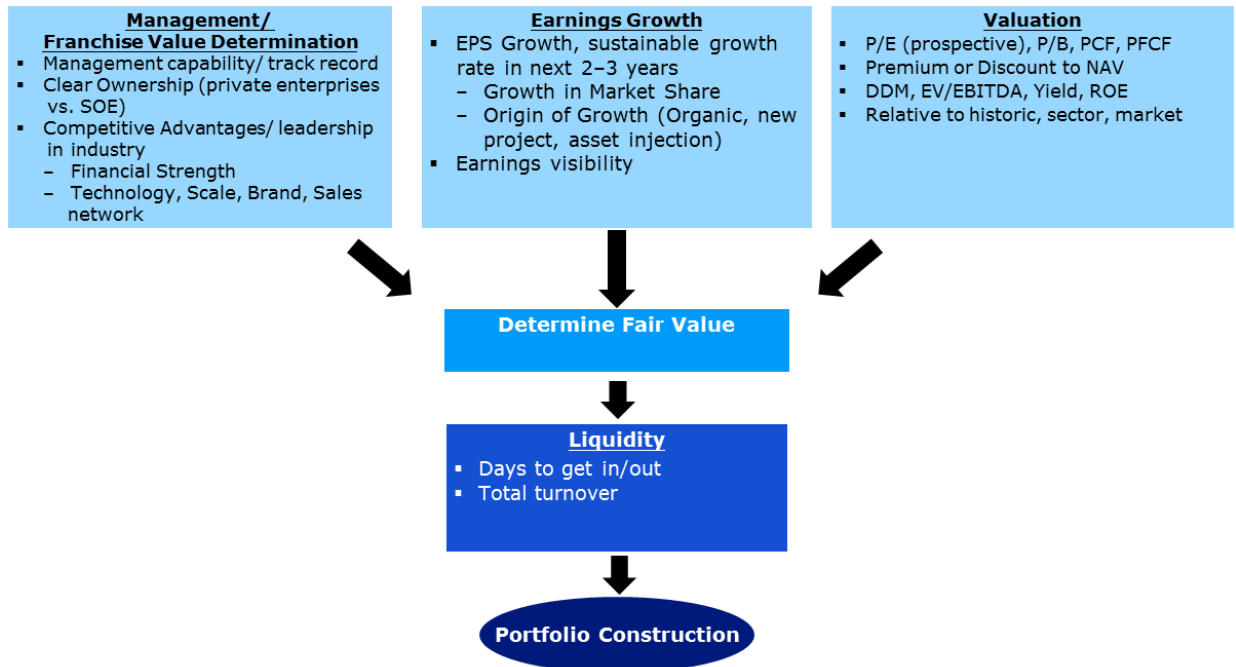 Management/
Franchise Value Determination
▪ Management capability/ track record
▪ Clear Ownership (private enterprises
vs. SOE)
▪ Competitive Advantages/ leadership
in industry
– Financial Strength
– Technology, Scale, Brand, Sales
network
Earnings Growth
▪ EPS Growth, sustainable growth
rate in next 2–3 years
– Growth in Market Share
– Origin of Growth (Organic, new
project, asset injection)
▪ Earnings visibility
Valuation
▪ P/E (prospective), P/B, PCF, PFCF
▪ Premium or Discount to NAV
▪ DDM, EV/EBITDA, Yield, ROE
▪ Relative to historic, sector, market
Determine Fair Value
Liquidity
▪ Days to get in/out
▪ Total turnover
Portfolio Construction